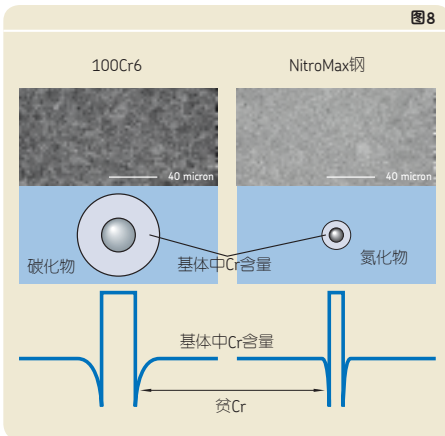 图8
100Cr6
NitroMax钢
40 micron
40 micron
碳化物
基体中Cr含量
氮化物
基体中Cr含量
贫Cr